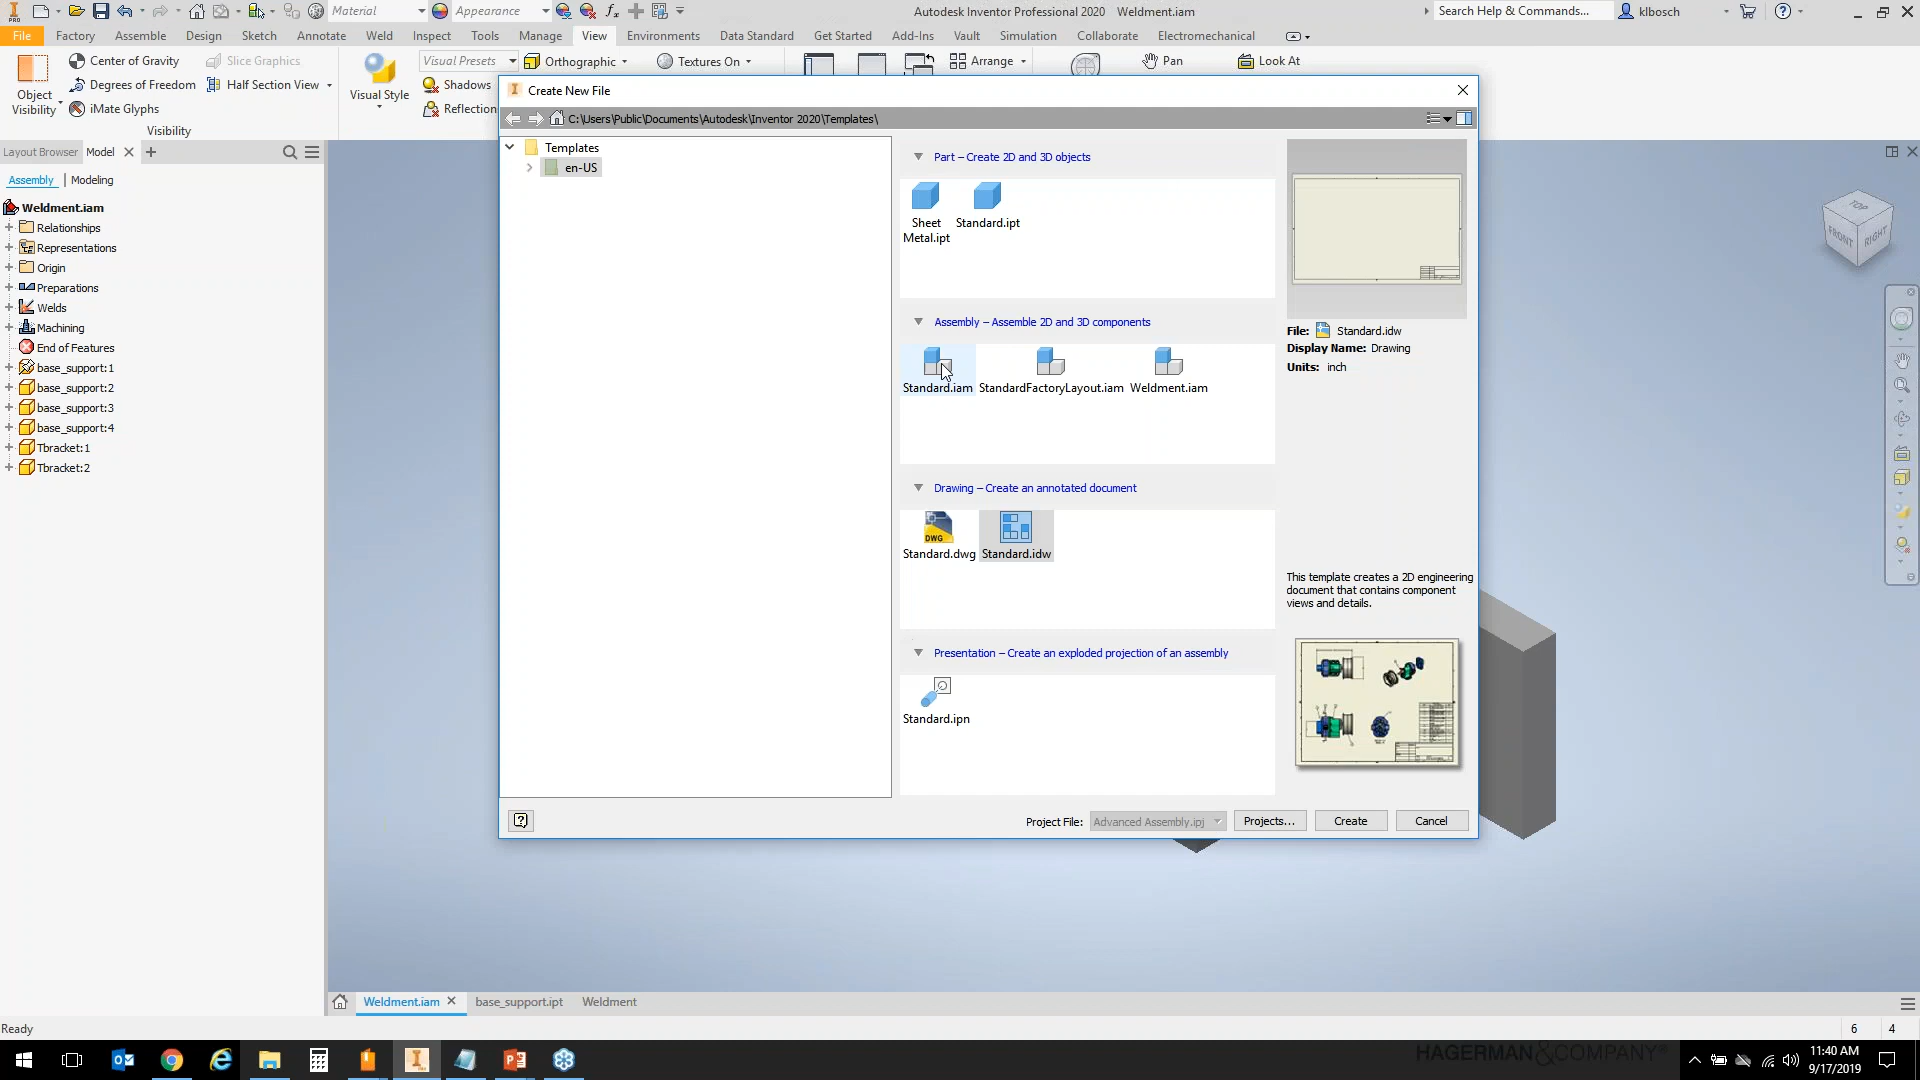 Material
Appearance
Autodesk Inventor Professional 2020 Weldment.iam
Search Help & Commands...
klbosch
PRO
File Factory Assemble Design Sketch Annotate Weld Inspect Tools Manage View Environments Data Standard Get Started Add-Ins Vault Simulation Collaborate Electromechanical
Object
Visibility
Center of Gravity
Degrees of Freedom
iMate Glyphs
Slice Graphics
Half Section View
Visibility
Visual Style
Visual Presets
Shadows
Reflection
Orthographic
Textures On
Arrange
Pan
Look At
Layout Browser Model
Assembly Modeling
Weldment.iam
Relationships
Representations
Origin
Preparations
Welds
Machining
End of Features
base_support:1
base_support:2
base_support:3
base_support:4
Tbracket:1
Tbracket:2
Create New File
C:\Users\Public\Documents\Autodesk\Inventor 2020\Templates\
Templates
en-US
Part – Create 2D and 3D objects
Sheet
Metal.ipt
Standard.ipt
Assembly – Assemble 2D and 3D components
Standard.iam
StandardFactoryLayout.iam
Weldment.iam
Drawing – Create an annotated document
DWG
Standard.dwg
Standard.idw
Presentation – Create an exploded projection of an assembly
Standard.ipn
File: Standard.idw
Display Name: Drawing
Units: inch
This template creates a 2D engineering
document that contains component
views and details.
Project File: Advanced Assembly.ipj
Projects...
Create
Cancel
TOP
FRONT
RIGHT
Weldment.iam
base_support.ipt
Weldment
Ready
6 4
HAGERMAN&COMPANY
11:40 AM
9/17/2019